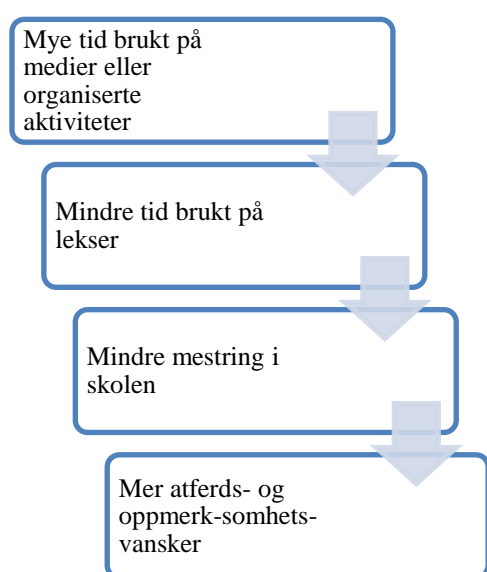 Mye tid brukt på
medier eller
organiserte
aktiviteter
Mindre tid brukt på
lekser
Mindre mestring i
skolen
Mer atferds- og
oppmerk-somhets-
vansker